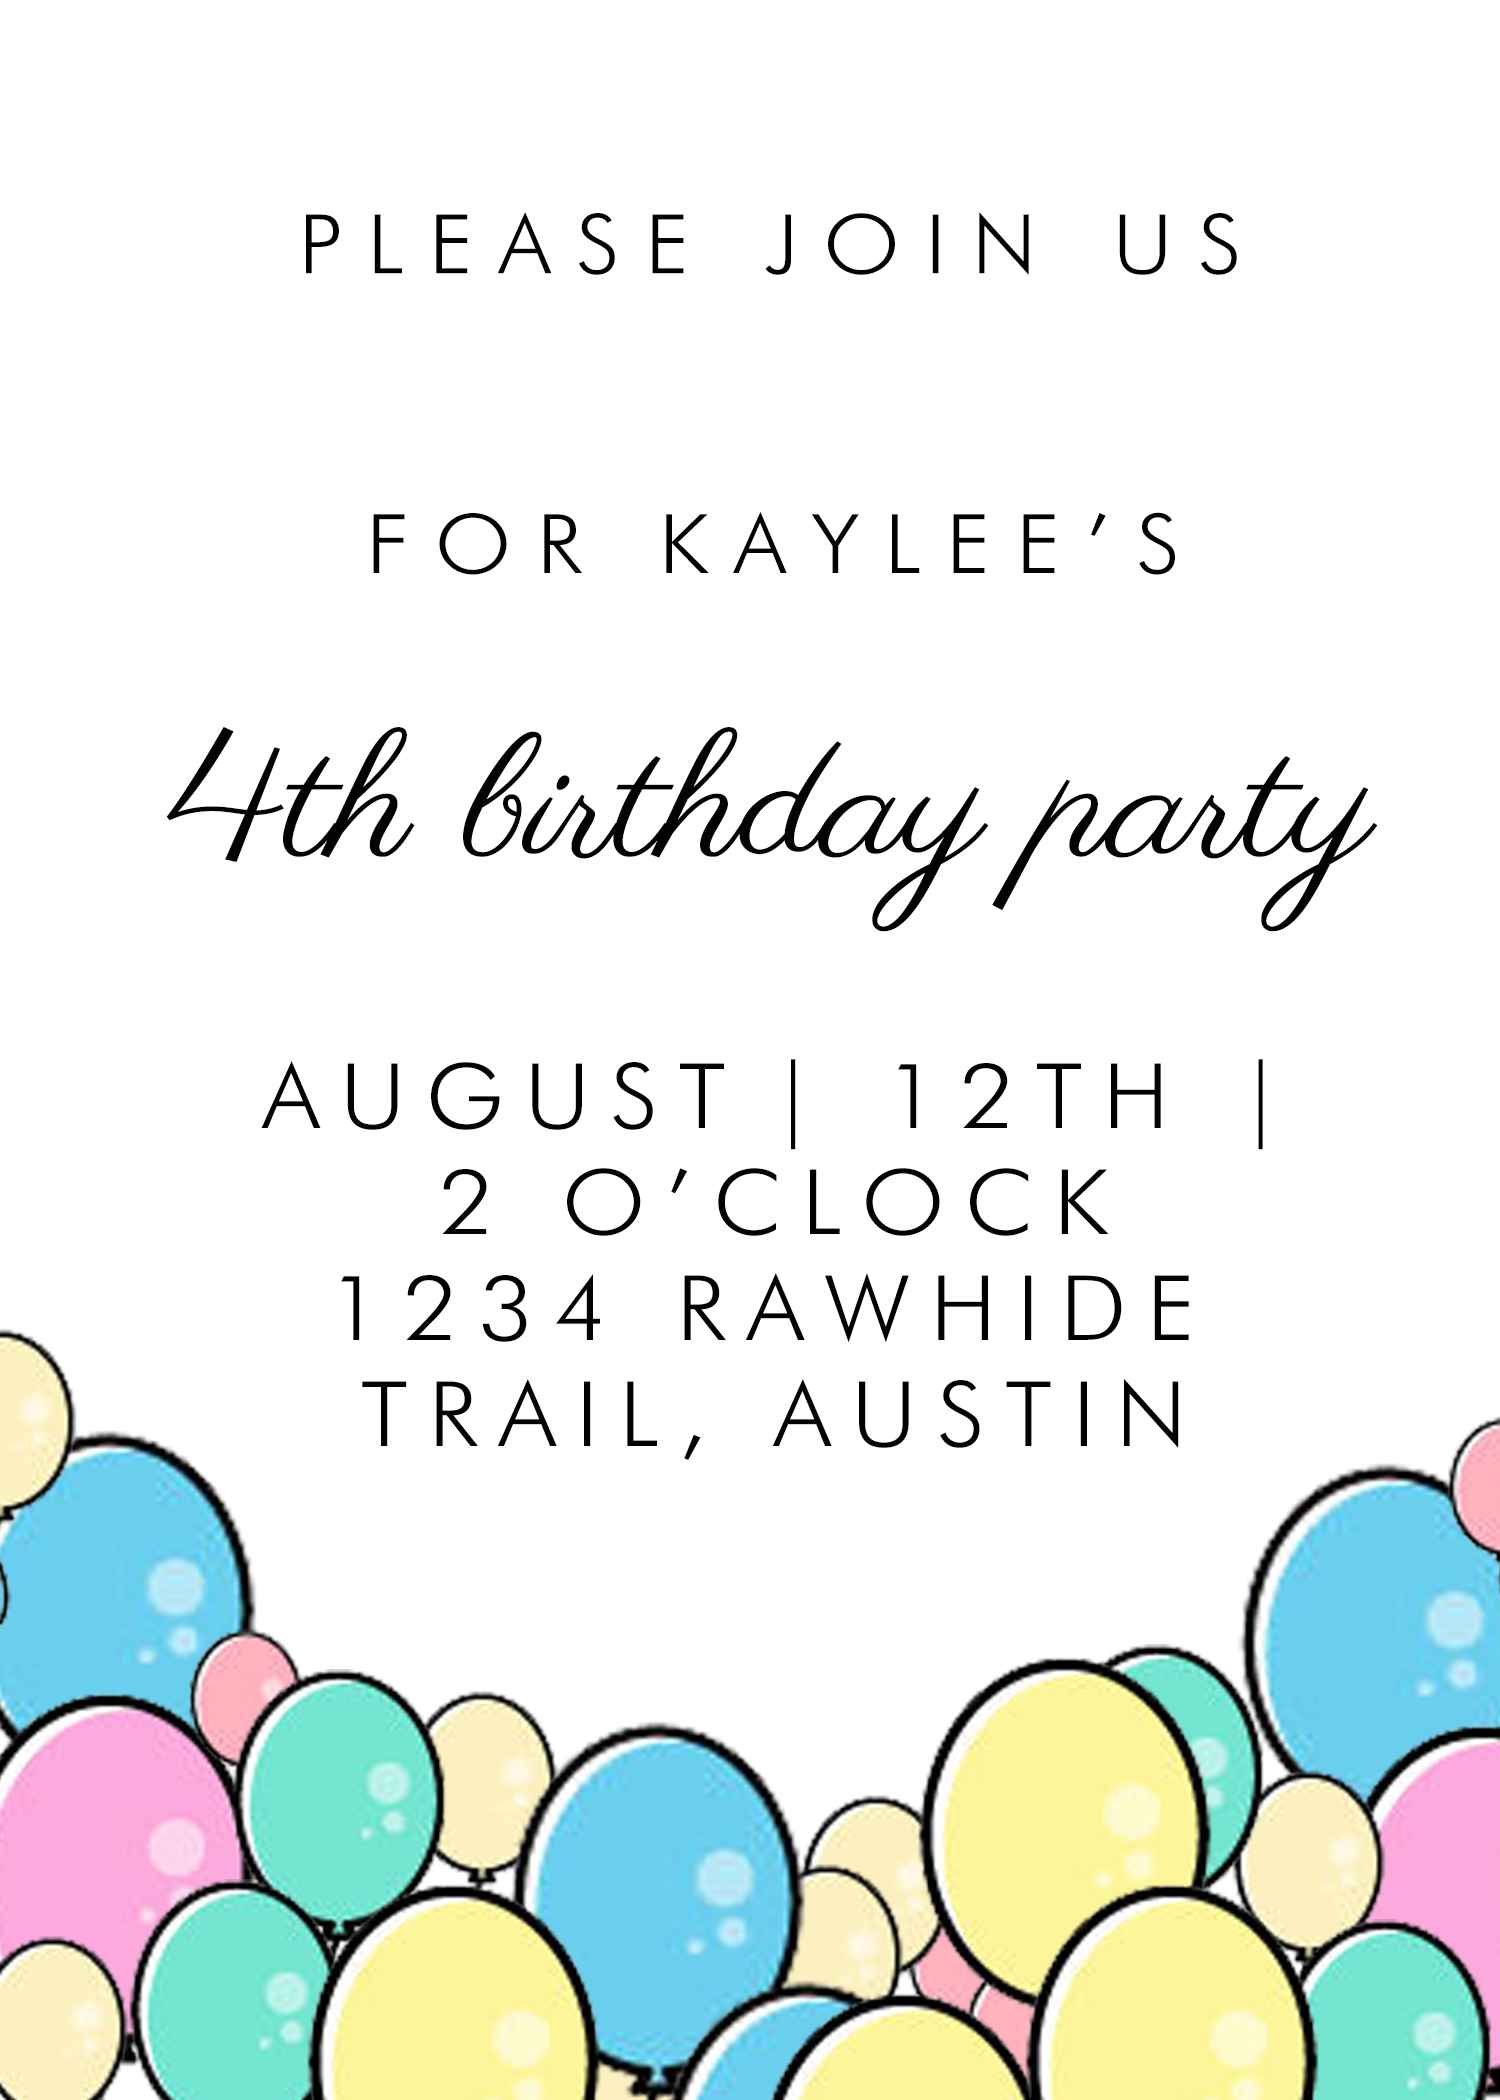 PLEASE JOIN US
FOR KAYLEE’S
4th birthday party
AUGUST | 12TH |
2 O’CLOCK
1234 RAWHIDE
TRAIL, AUSTIN